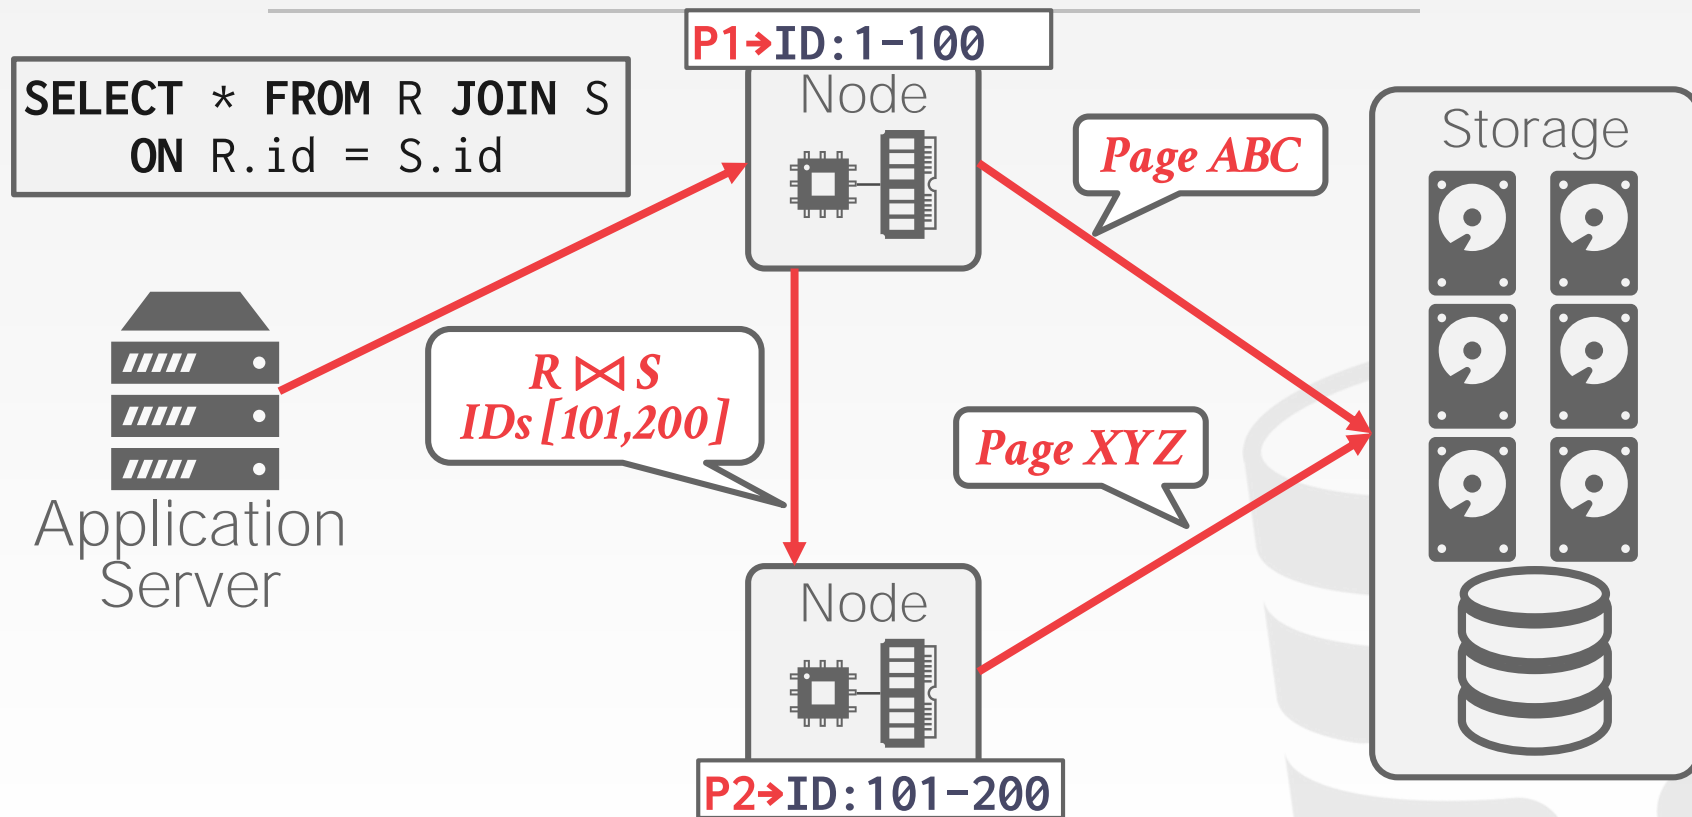 P1→ID:1-100
SELECT * FROM R JOIN S
ON R.id = S.id
Node
Page ABC
Storage
R ⋈ S
IDs [101,200]
Page XYZ
Application
Server
Node
P2→ID:101-200